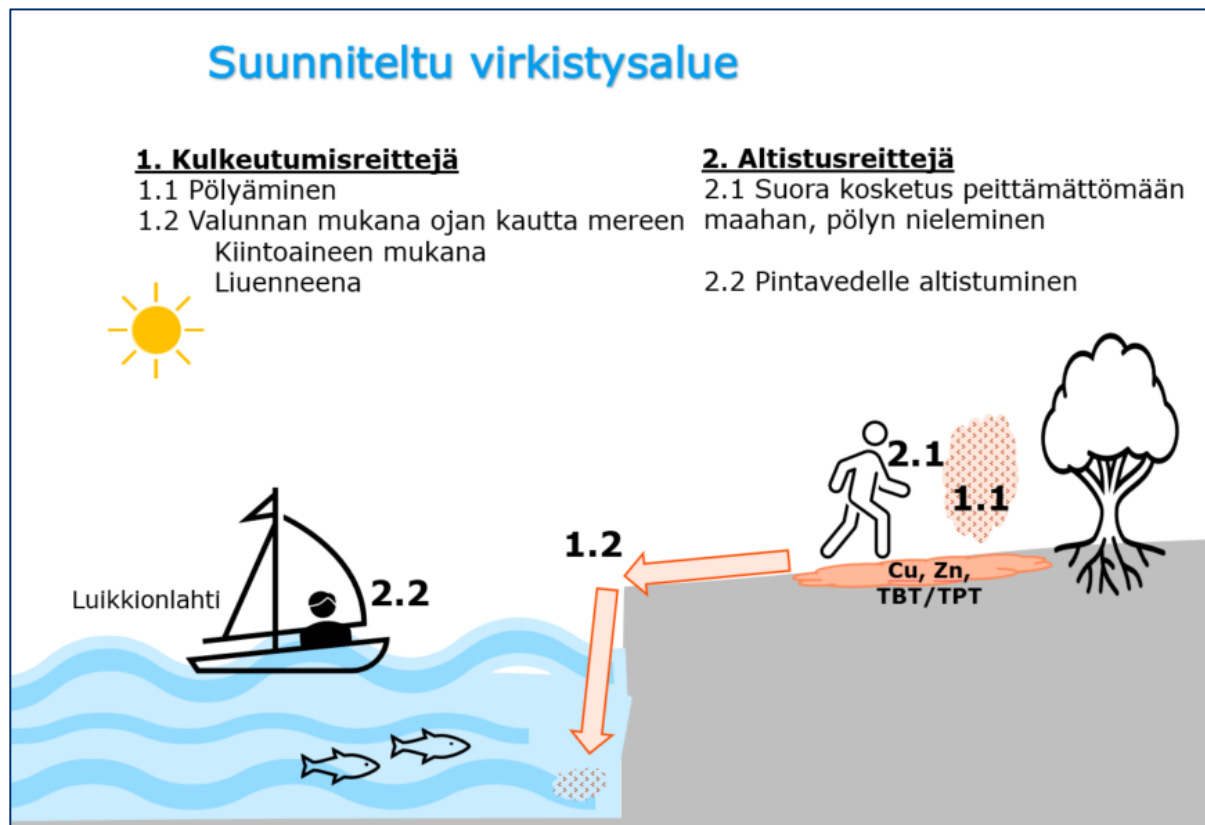 Suunniteltu virkistysalue
1. Kulkeutumisreittejä
1.1 Pölyäminen
1.2 Valunnan mukana ojan kautta mereen
Kiintoaineen mukana
Liuenneena
2. Altistusreittejä
2.1 Suora kosketus peittämättömään
maahan, pölyn nieleminen
2.2 Pintavedelle altistuminen
2.1
1.1
1.2
Cu, Zn,
TBT/TPT
Luikkionlahti
2.2